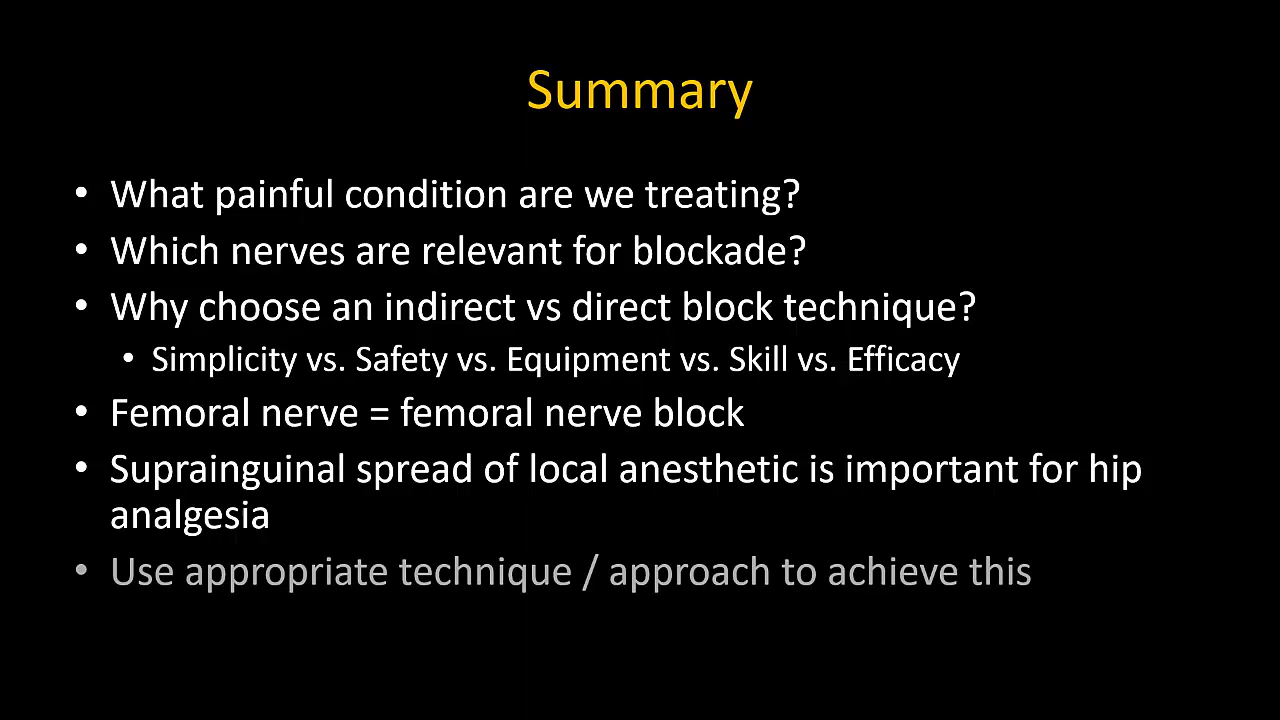 Summary
• What painful condition are we treating?
• Which nerves are relevant for blockade?
• Why choose an indirect vs direct block technique?
• Simplicity vs. Safety vs. Equipment vs. Skill vs. Efficacy
• Femoral nerve = femoral nerve block
• Suprainguinal spread of local anesthetic is important for hip
analgesia
• Use appropriate technique / approach to achieve this